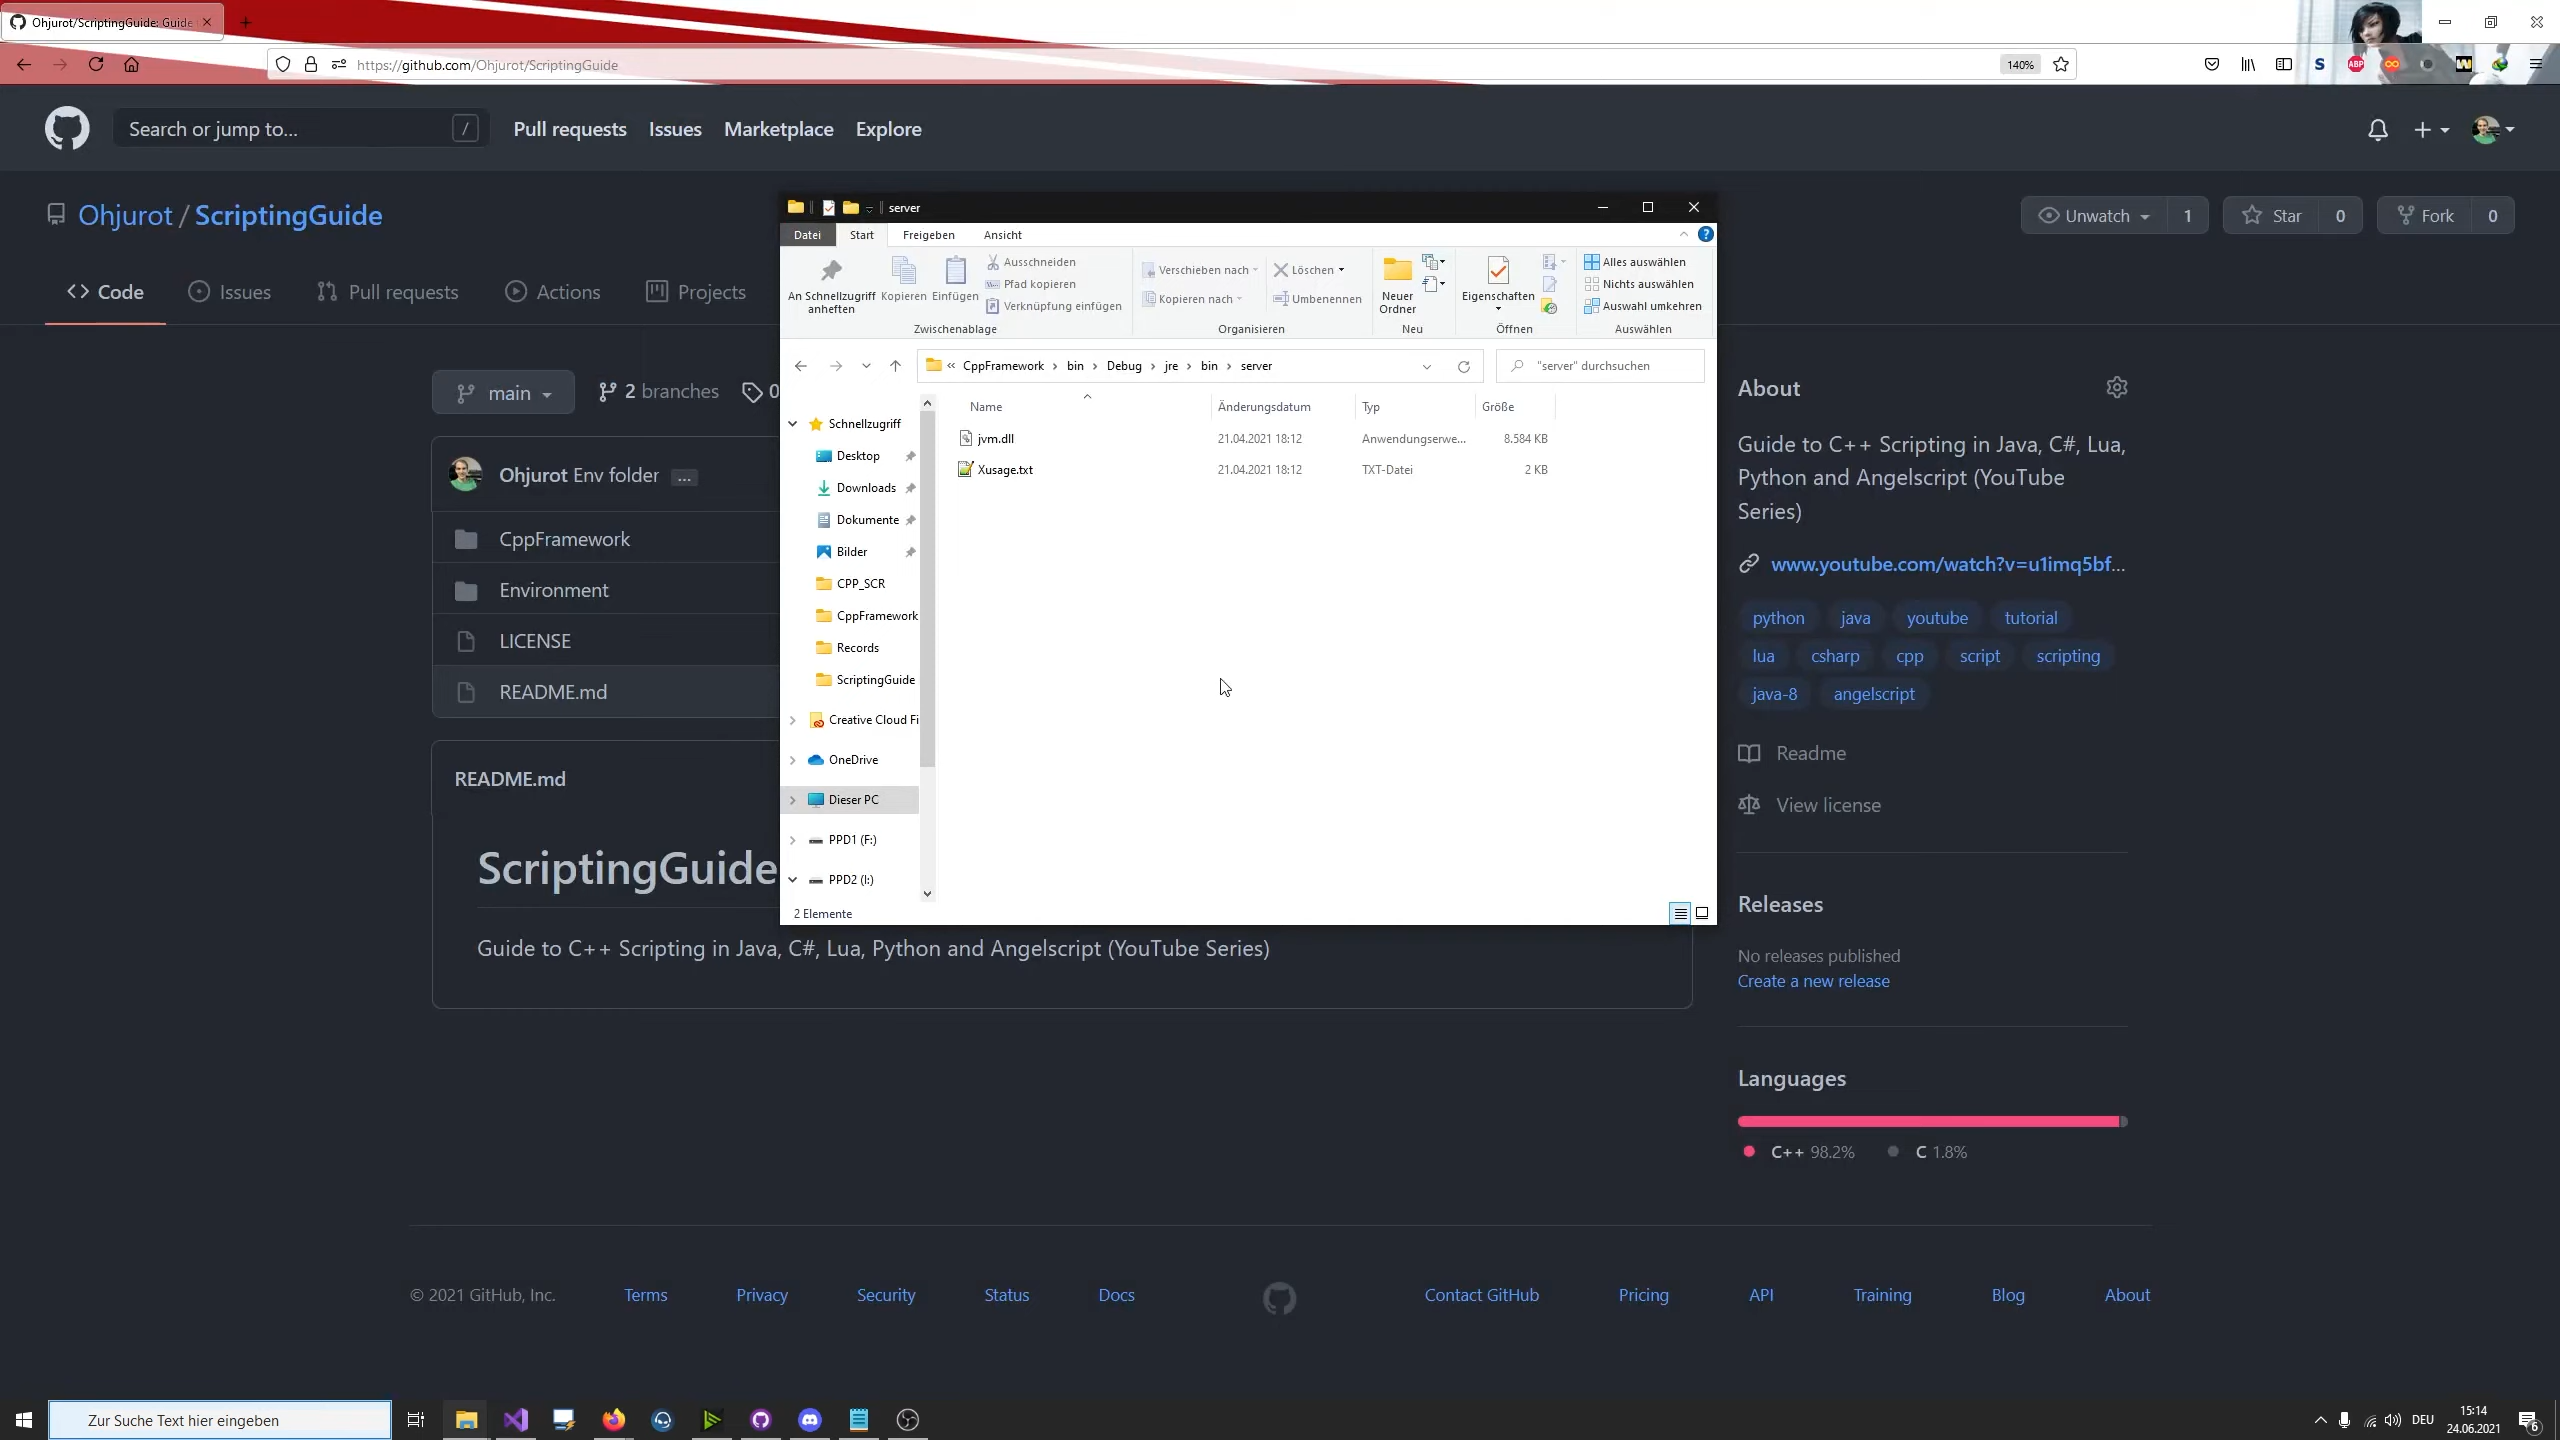 Ohjurot/ScriptingGuide: Guide
https://github.com/Ohjurot/ScriptingGuide
140%
Search or jump to...
/
Pull requests
Issues
Marketplace
Explore
Ohjurot / ScriptingGuide
Unwatch
1
Star
0
Fork
0
Code
Issues
Pull requests
Actions
Projects
main
2 branches
0
Ohjurot Env folder ...
CppFramework
Environment
LICENSE
README.md
README.md
ScriptingGuide
Guide to C++ Scripting in Java, C#, Lua, Python and Angelscript (YouTube Series)
server
Datei
Start
Freigeben
Ansicht
An Schnellzugriff
anheften
Kopieren
Einfügen
Ausschneiden
Pfad kopieren
Verknüpfung einfügen
Zwischenablage
Verschieben nach
Kopieren nach
Löschen
Umbenennen
Organisieren
Neuer
Ordner
Neu
Eigenschaften
Öffnen
Alles auswählen
Nichts auswählen
Auswahl umkehren
Auswählen
« CppFramework › bin › Debug › jre › bin › server
"server" durchsuchen
Name
Änderungsdatum
Typ
Größe
jvm.dll
21.04.2021 18:12
Anwendungserwe...
8.584 KB
Xusage.txt
21.04.2021 18:12
TXT-Datei
2 KB
Schnellzugriff
Desktop
Downloads
Dokumente
Bilder
CPP_SCR
CppFramework
Records
ScriptingGuide
Creative Cloud Fi
OneDrive
Dieser PC
PPD1 (F:)
PPD2 (I:)
2 Elemente
About
Guide to C++ Scripting in Java, C#, Lua,
Python and Angelscript (YouTube
Series)
www.youtube.com/watch?v=u1imq5bf...
python
java
youtube
tutorial
lua
csharp
cpp
script
scripting
java-8
angelscript
Readme
View license
Releases
No releases published
Create a new release
Languages
C++ 98.2%
C 1.8%
© 2021 GitHub, Inc.
Terms
Privacy
Security
Status
Docs
Contact GitHub
Pricing
API
Training
Blog
About
Zur Suche Text hier eingeben
DEU
15:14
24.06.2021
6
S
ABP
W